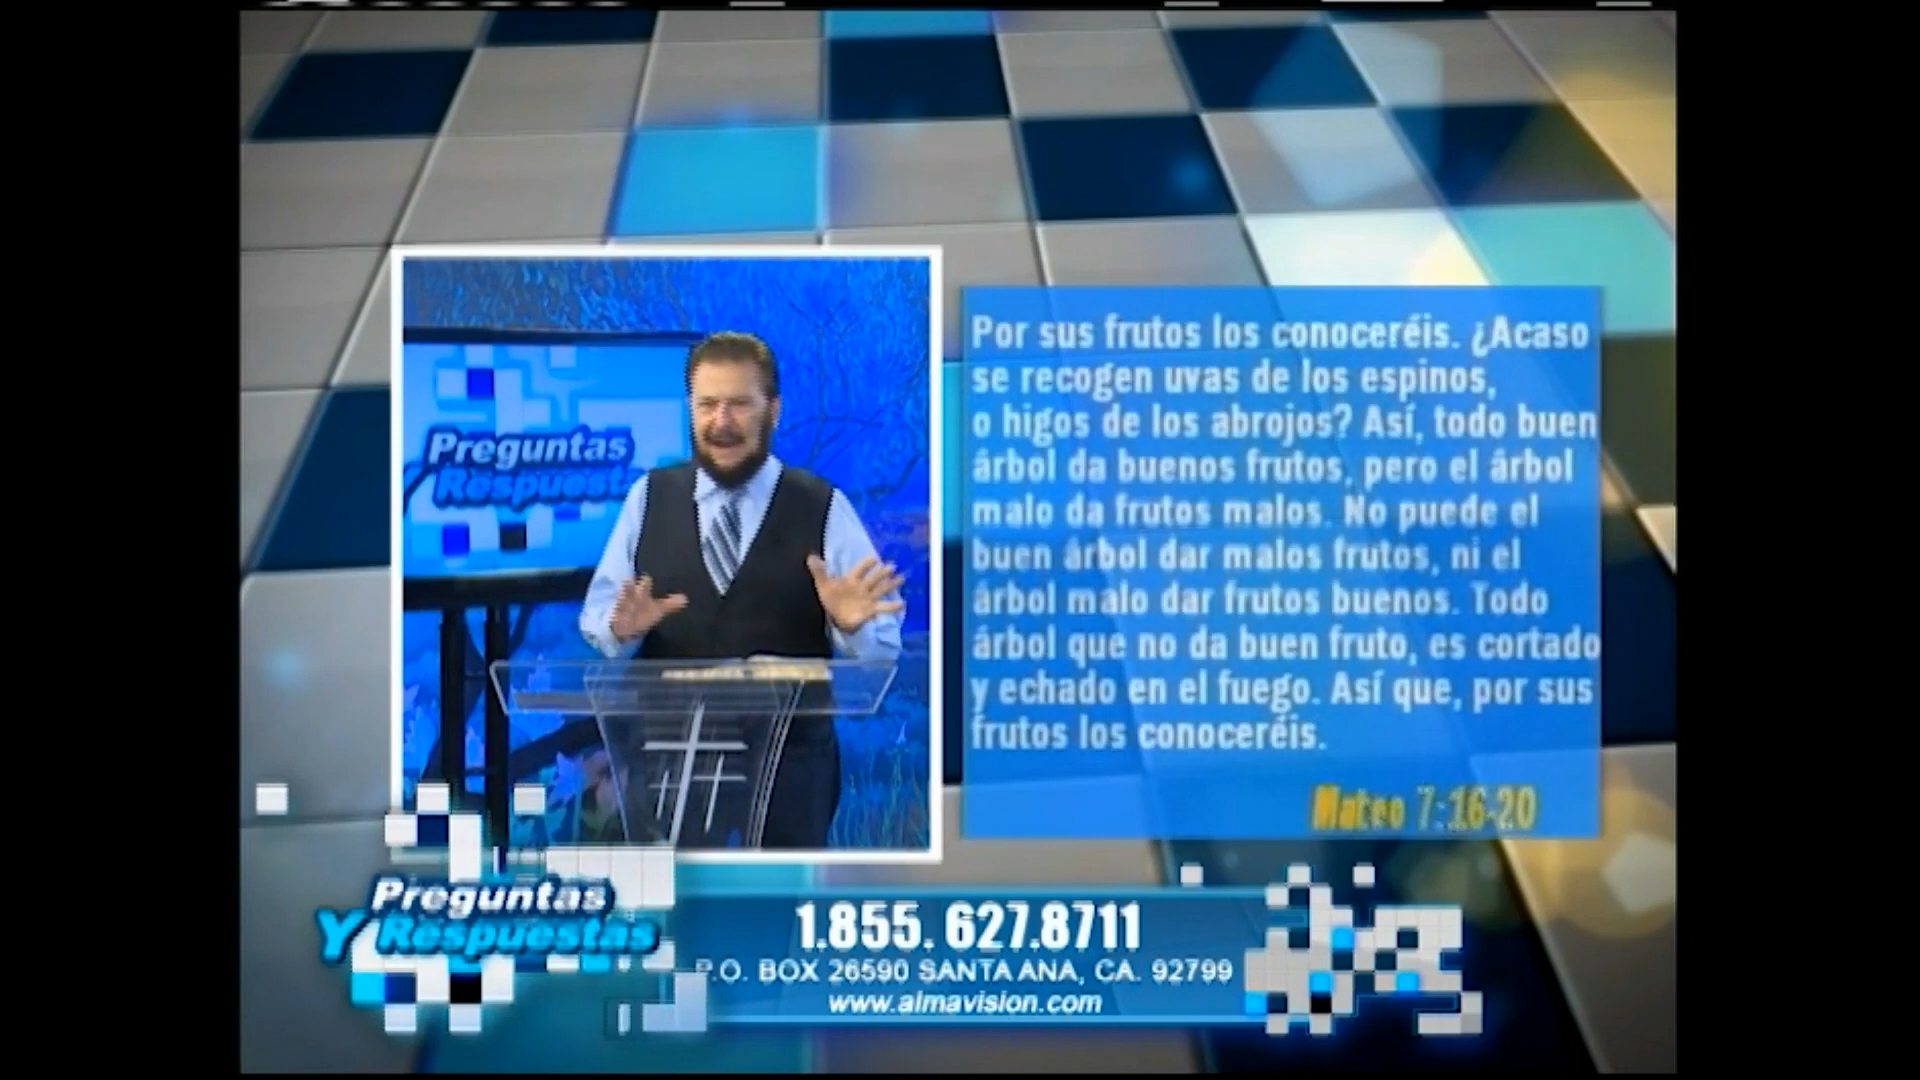 Preguntas
Respuest
Por sus frutos los conoceréis. ¿Acaso
se recogen uvas de los espinos,
o higos de los abrojos? Así, todo buen
árbol da buenos frutos, pero el árbol
malo da frutos malos. No puede el
buen árbol dar malos frutos, ni el
árbol malo dar frutos buenos. Todo
árbol que no da buen fruto, es cortado
y echado en el fuego. Así que, por sus
frutos los conoceréis.
Mateo 7:16-20
Preguntas
Y Respuestas
1.855. 627.8711
P.O. BOX 26590 SANTA ANA, CA. 92799
www.almavision.com